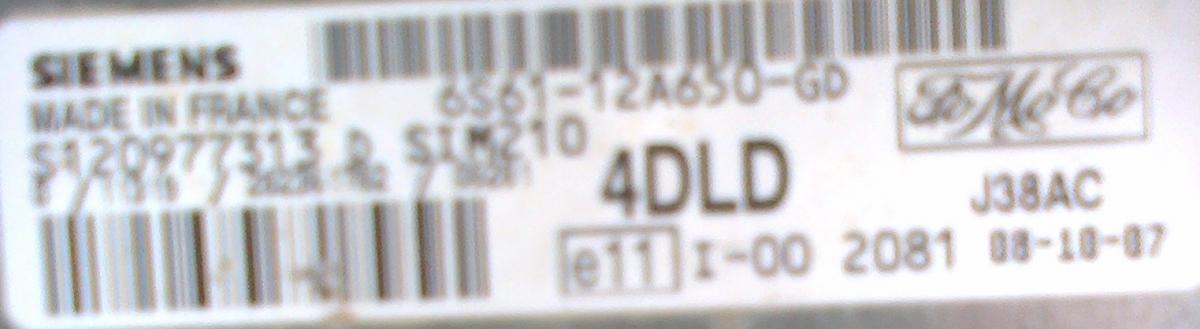 SIEMENS
MADE IN FRANCE
6S61-12A650-GD
FoMoCo
S120977313 D SIM210
4DLD
J38AC
e11 I-00 2081 08-10-07